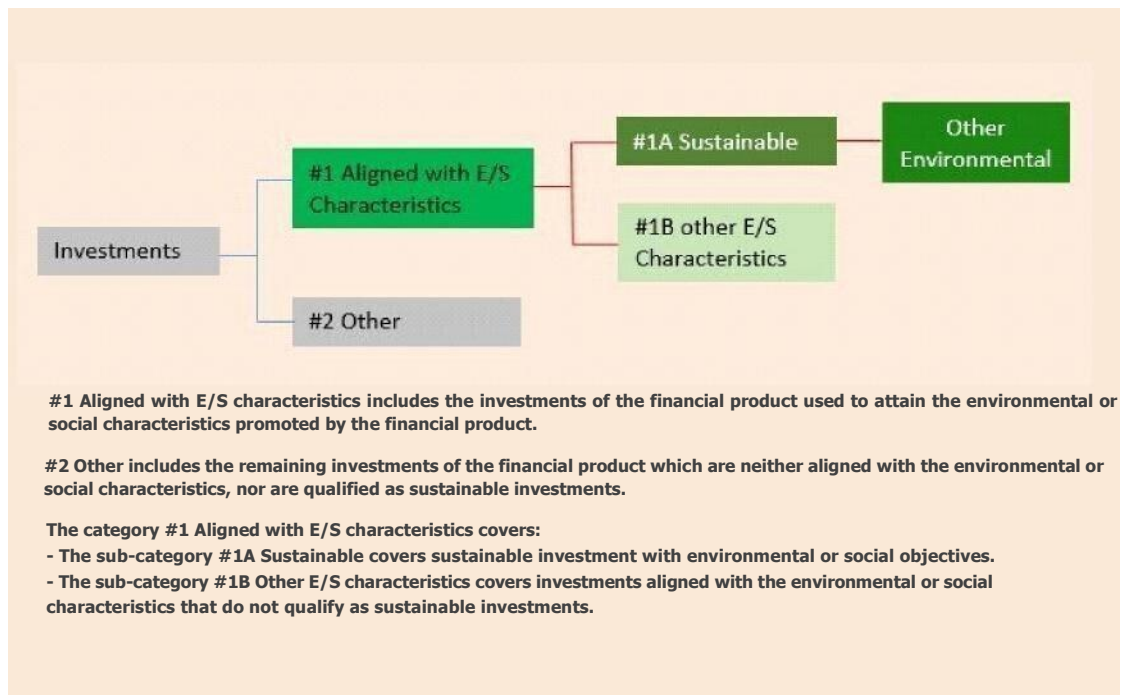 Other
Environmental
#1A Sustainable
#1 Aligned with E/S
Characteristics
#1B other E/S
Characteristics
Investments
#2 Other
#1 Aligned with E/S characteristics includes the investments of the financial product used to attain the environmental or
social characteristics promoted by the financial product.
#2 Other includes the remaining investments of the financial product which are neither aligned with the environmental or
social characteristics, nor are qualified as sustainable investments.
The category #1 Aligned with E/S characteristics covers:
- The sub-category #1A Sustainable covers sustainable investment with environmental or social objectives.
- The sub-category #1B Other E/S characteristics covers investments aligned with the environmental or social
characteristics that do not qualify as sustainable investments.